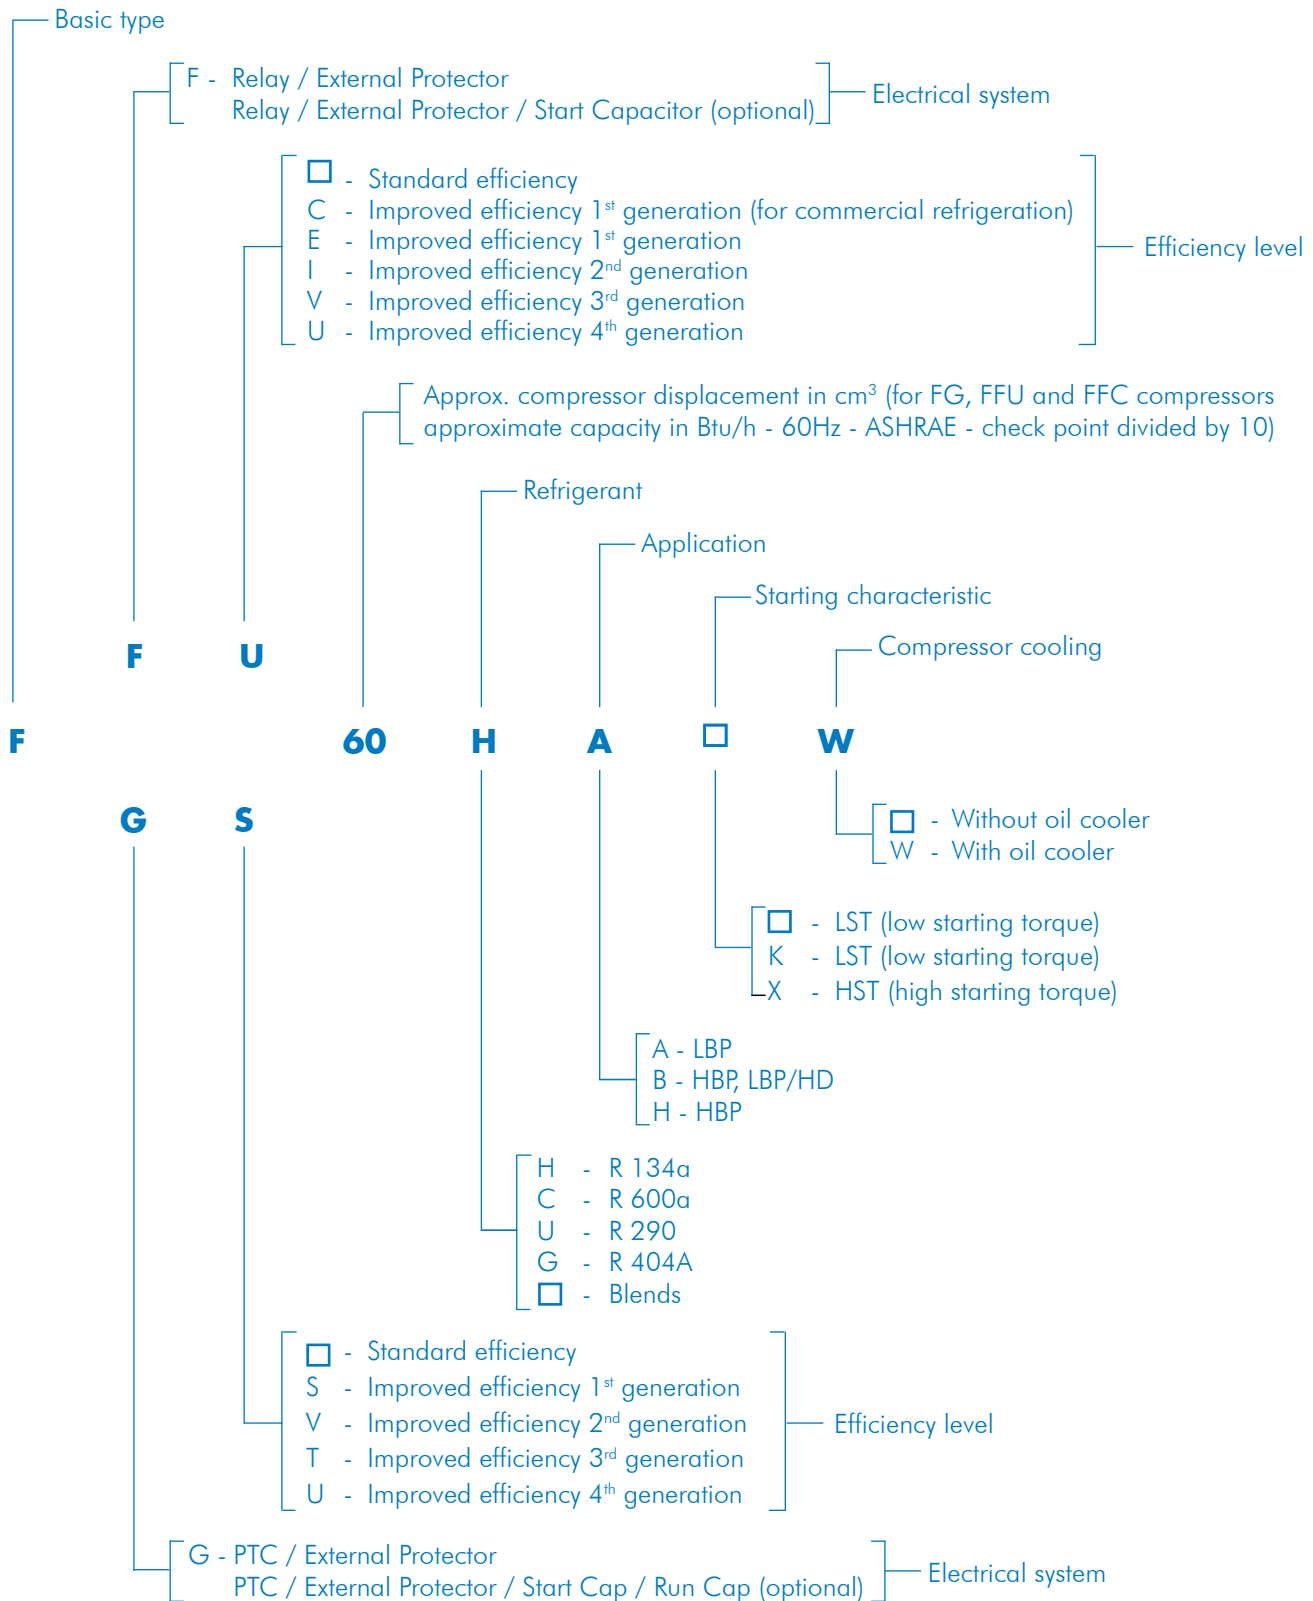 Basic type
F - Relay / External Protector
Relay / External Protector / Start Capacitor (optional)
Electrical system
□ - Standard efficiency
C - Improved efficiency 1st generation (for commercial refrigeration)
E - Improved efficiency 1st generation
I - Improved efficiency 2nd generation
V - Improved efficiency 3rd generation
U - Improved efficiency 4th generation
Efficiency level
Approx. compressor displacement in cm³ (for FG, FFU and FFC compressors
approximate capacity in Btu/h - 60Hz - ASHRAE - check point divided by 10)
Refrigerant
Application
Starting characteristic
Compressor cooling
F U
F 60 H A □ W
G S
□ - Without oil cooler
W - With oil cooler
□ - LST (low starting torque)
K - LST (low starting torque)
X - HST (high starting torque)
A - LBP
B - HBP, LBP/HD
H - HBP
H - R 134a
C - R 600a
U - R 290
G - R 404A
□ - Blends
□ - Standard efficiency
S - Improved efficiency 1st generation
V - Improved efficiency 2nd generation
T - Improved efficiency 3rd generation
U - Improved efficiency 4th generation
Efficiency level
G - PTC / External Protector
PTC / External Protector / Start Cap / Run Cap (optional)
Electrical system